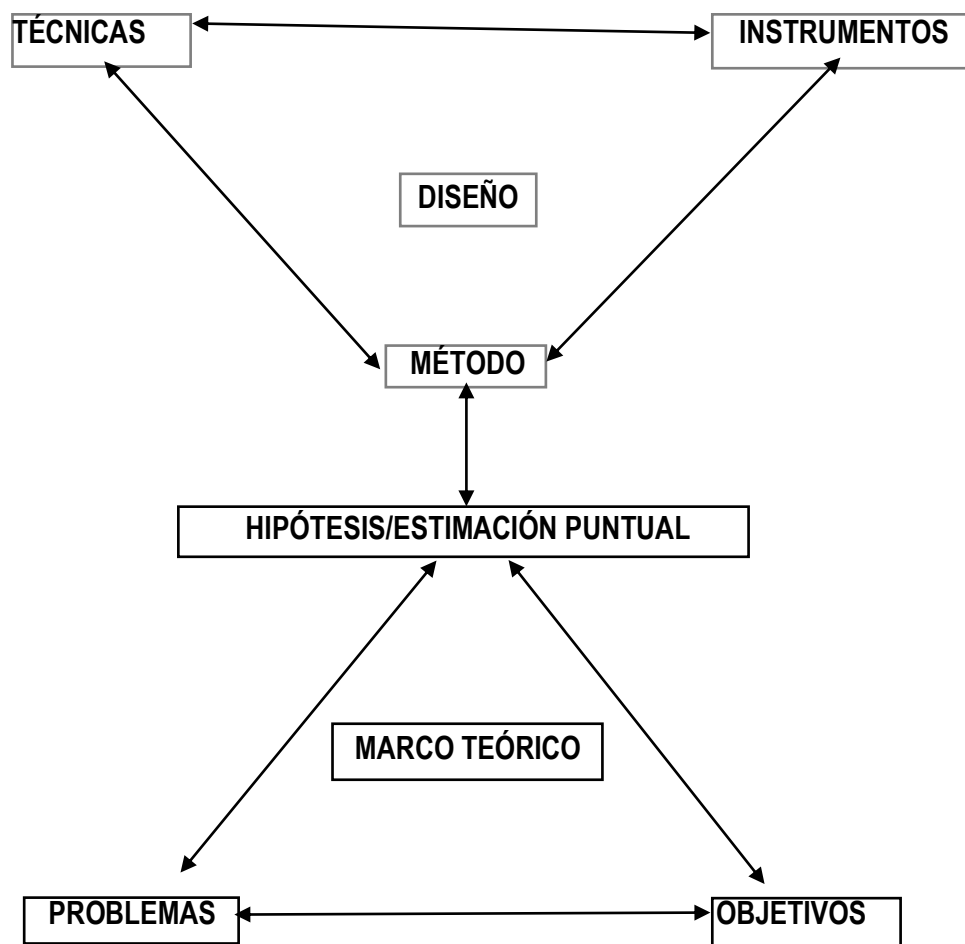 TÉCNICAS
INSTRUMENTOS
DISEÑO
MÉTODO
HIPÓTESIS/ESTIMACIÓN PUNTUAL
MARCO TEÓRICO
PROBLEMAS
OBJETIVOS